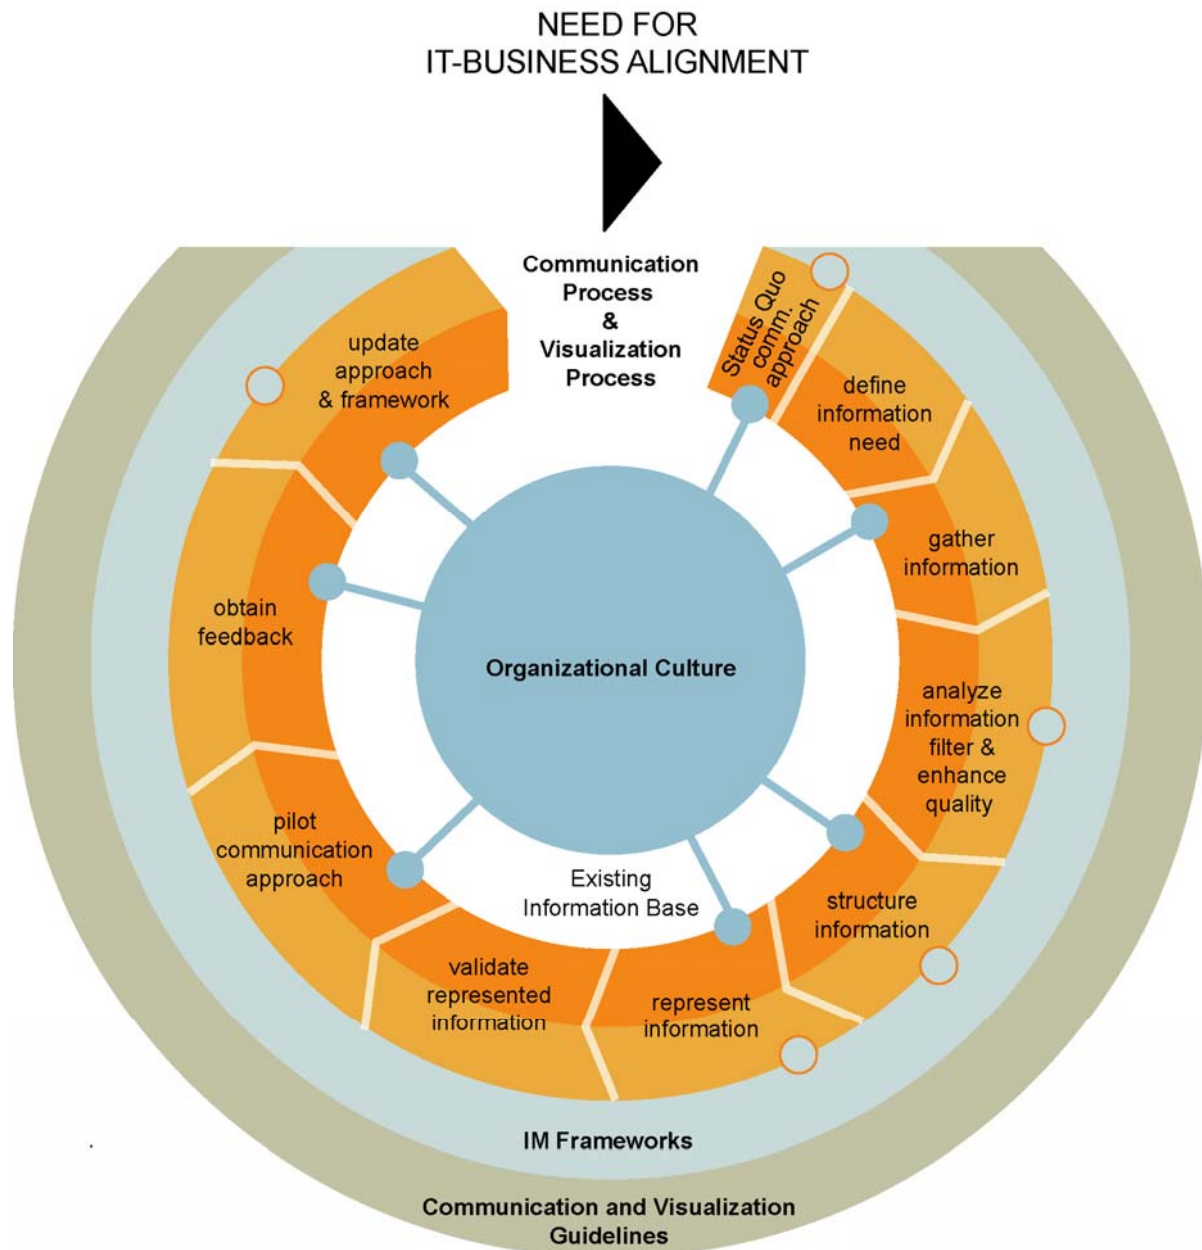 NEED FOR
IT-BUSINESS ALIGNMENT
Communication
Process
&
Visualization
Process
Status Quo
comm.
approach
define
information
need
gather
information
analyze
information
filter &
enhance
quality
structure
information
represent
information
validate
represented
information
pilot
communication
approach
obtain
feedback
update
approach
& framework
Organizational Culture
Existing
Information Base
IM Frameworks
Communication and Visualization
Guidelines